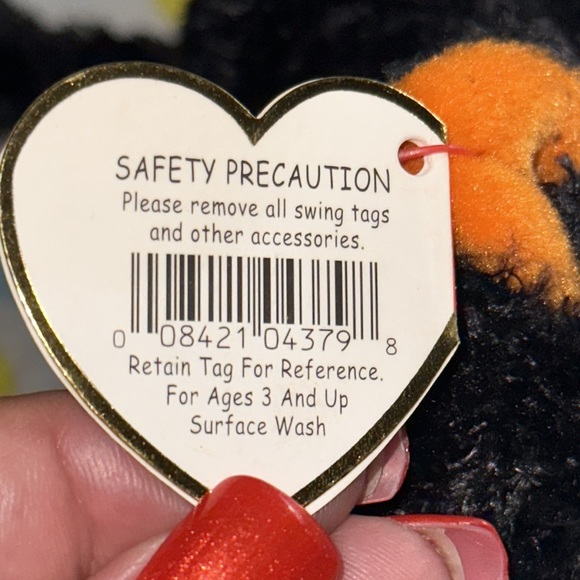 SAFETY PRECAUTION
Please remove all swing tags
and other accessories.
0 08421 04379 8
Retain Tag For Reference.
For Ages 3 And Up
Surface Wash